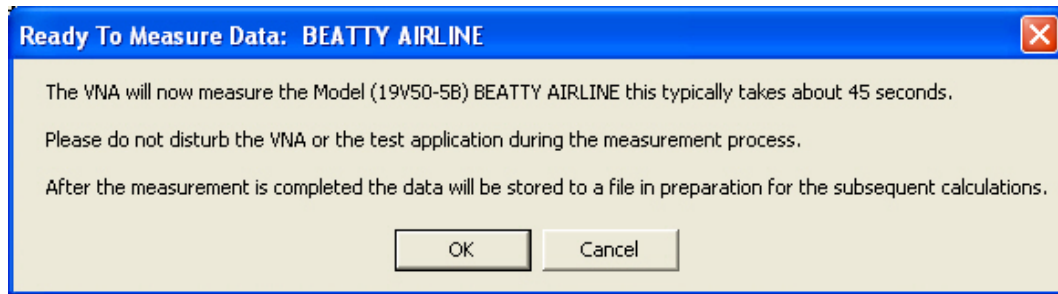 Ready To Measure Data:  BEATTY AIRLINE
The VNA will now measure the Model (19V50-5B) BEATTY AIRLINE this typically takes about 45 seconds.
Please do not disturb the VNA or the test application during the measurement process.
After the measurement is completed the data will be stored to a file in preparation for the subsequent calculations.
OK Cancel